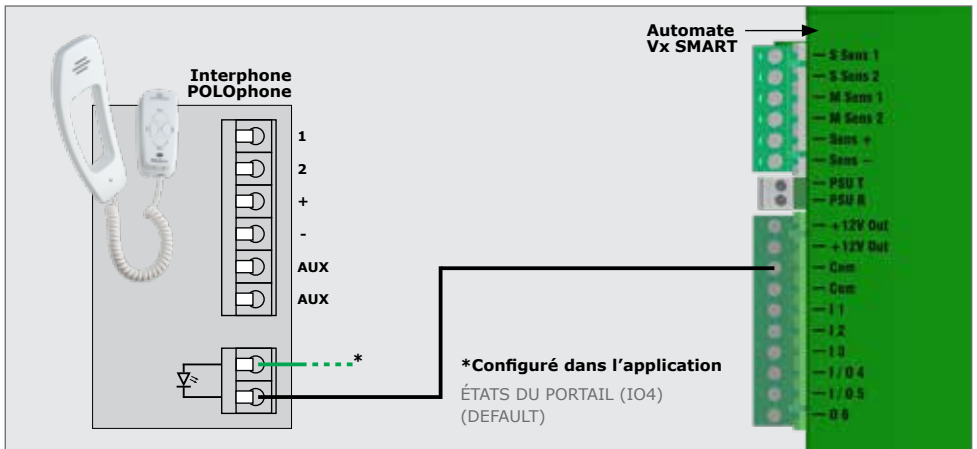 Automate
Vx SMART
Interphone
POLOphone
1
2
+
-
AUX
AUX
*
*Configuré dans l’application
ÉTATS DU PORTAIL (IO4)
(DEFAULT)
S Sens 1
S Sens 2
M Sens 1
M Sens 2
Sens +
Sens –
PSU T
PSU R
+12V Out
+12V Out
Com
Com
I 1
I 2
I 3
I / O 4
I / O 5
O 6